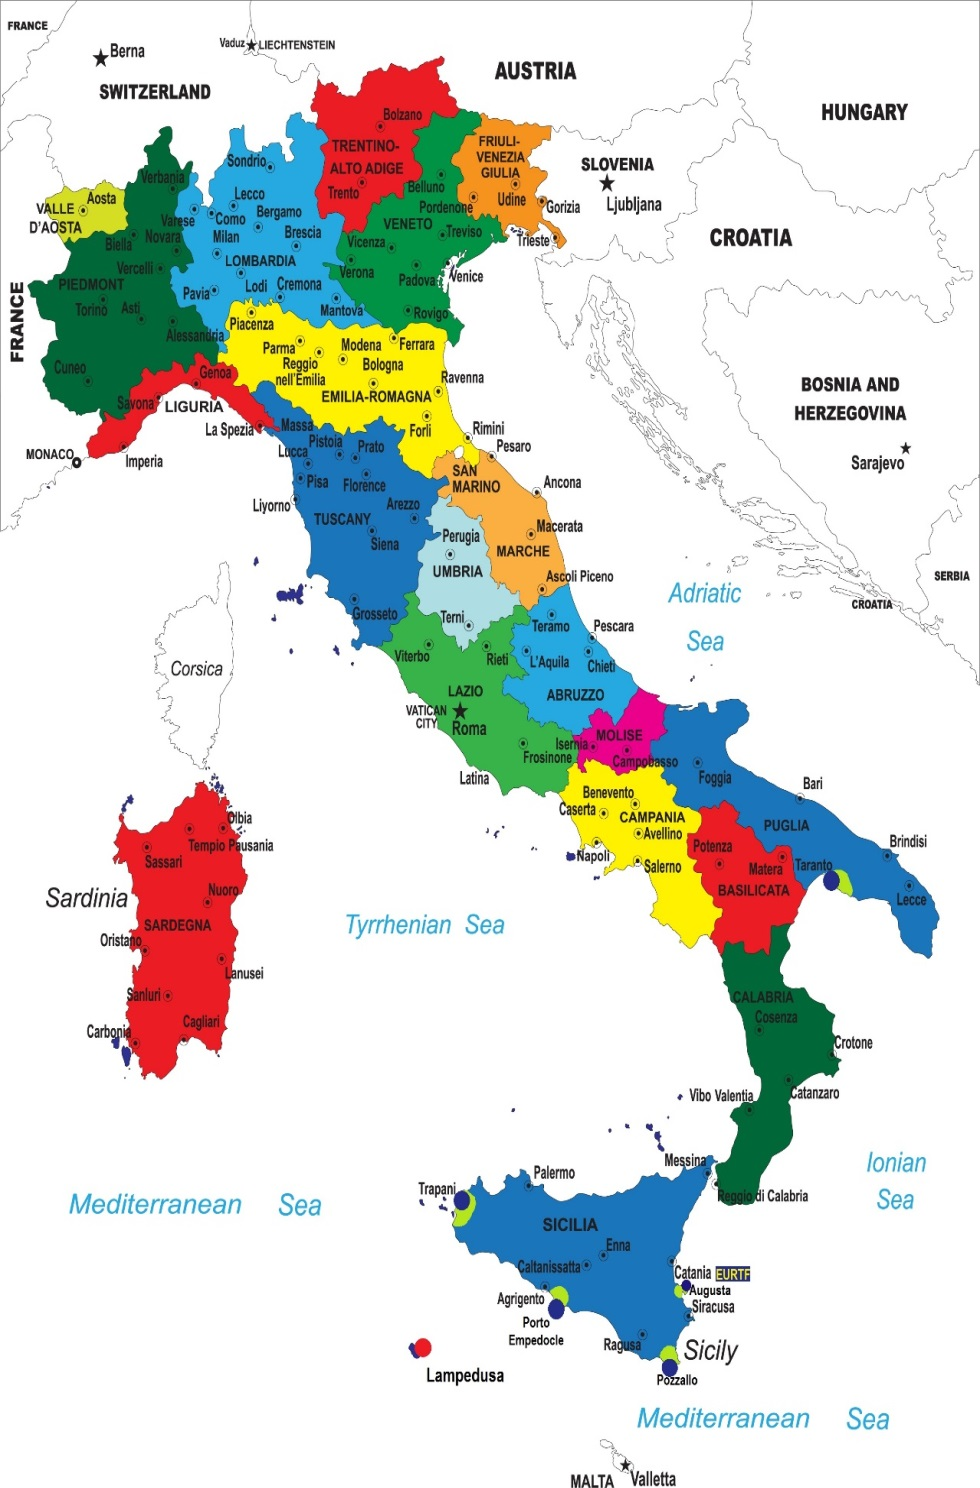 FRANCE
Berna
Vaduz
LIECHTENSTEIN
SWITZERLAND
AUSTRIA
HUNGARY
Bolzano
TRENTINO-
ALTO ADIGE
Trento
FRIULI-
VENEZIA
GIULIA
SLOVENIA
Ljubljana
Sondrio
Verbania
Belluno
Pordenone
Udine
Gorizia
Aosta
VALLE
D'AOSTA
Lecco
Varese
Como
Bergamo
VENETO
Treviso
Trieste
CROATIA
Biella
Novara
Milan
Brescia
Vicenza
Vercelli
LOMBARDIA
Verona
Padova
Venice
PIEDMONT
Torino
Asti
Pavia
Lodi
Cremona
Mantova
Rovigo
FRANCE
Piacenza
Alessandria
Parma
Modena
Ferrara
Reggio
nell'Emilia
Bologna
Cuneo
Genoa
Ravenna
BOSNIA AND
HERZEGOVINA
Savona
LIGURIA
EMILIA-ROMAGNA
La Spezia
Massa
Forli
Rimini
MONACO
Imperia
Pistoia
Prato
Pesaro
Lucca
Sarajevo
Pisa
Florence
SAN
MARINO
Ancona
Liyorno
Arezzo
TUSCANY
Siena
Perugia
Macerata
MARCHE
UMBRIA
Ascoli Piceno
SERBIA
Adriatic
Sea
CROATIA
Grosseto
Terni
Teramo
Pescara
Corsica
Viterbo
Rieti
L'Aquila
Chieti
LAZIO
ABRUZZO
VATICAN
CITY
Roma
Isernia
MOLISE
Frosinone
Campobasso
Latina
Foggia
Benevento
Bari
Caserta
CAMPANIA
PUGLIA
Olbia
Tempio Pausania
Avellino
Potenza
Brindisi
Sassari
Napoli
Salerno
Matera
Taranto
Sardinia
Nuoro
BASILICATA
Lecce
SARDEGNA
Tyrrhenian Sea
Oristano
Lanusei
Sanluri
CALABRIA
Cosenza
Carbonia
Cagliari
Crotone
Vibo Valentia
Catanzaro
Messina
Ionian
Sea
Trapani
Palermo
Reggio di Calabria
Mediterranean Sea
SICILIA
Enna
Caltanissatta
Catania
EURTF
Agrigento
Augusta
Siracusa
Porto
Empedocle
Ragusa
Sicily
Lampedusa
Pozzallo
Mediterranean Sea
MALTA
Valletta